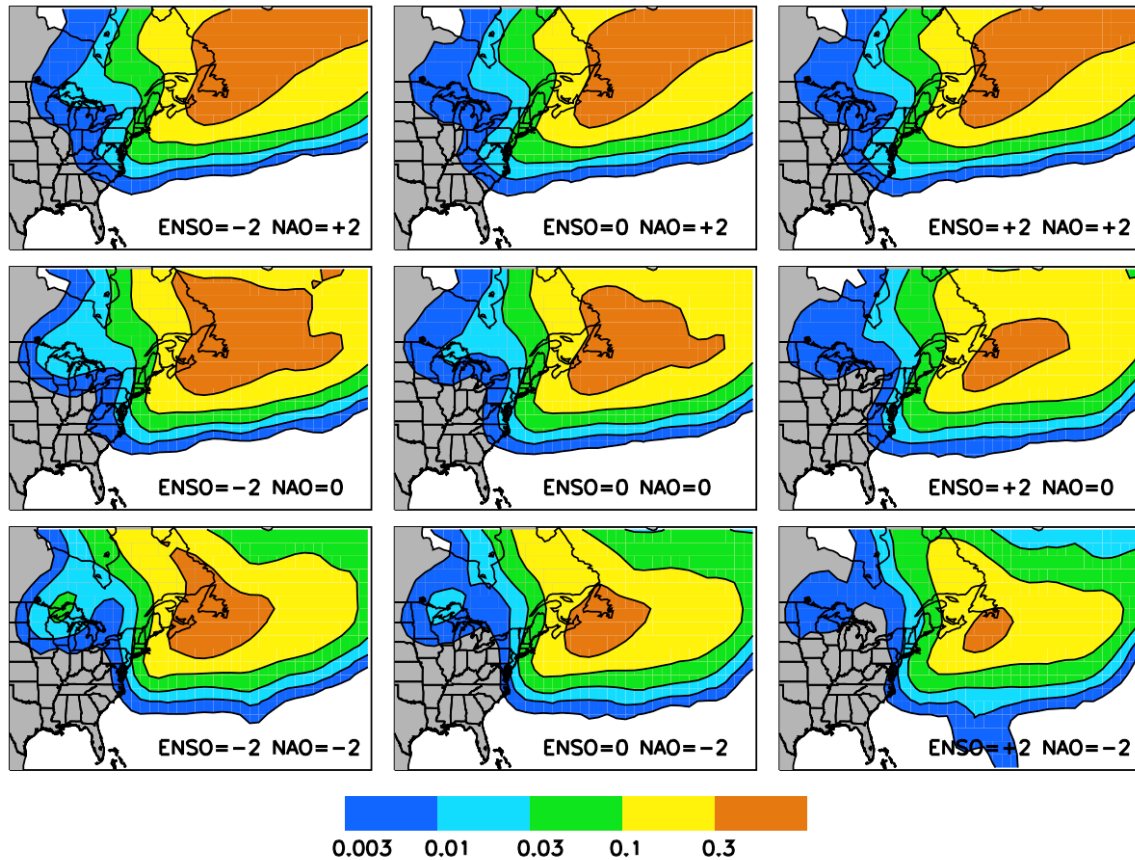 ENSO=−2 NAO=+2
ENSO=0 NAO=+2
ENSO=+2 NAO=+2
ENSO=−2 NAO=0
ENSO=0 NAO=0
ENSO=+2 NAO=0
ENSO=−2 NAO=−2
ENSO=0 NAO=−2
ENSO=+2 NAO=−2
0.003 0.01 0.03 0.1 0.3